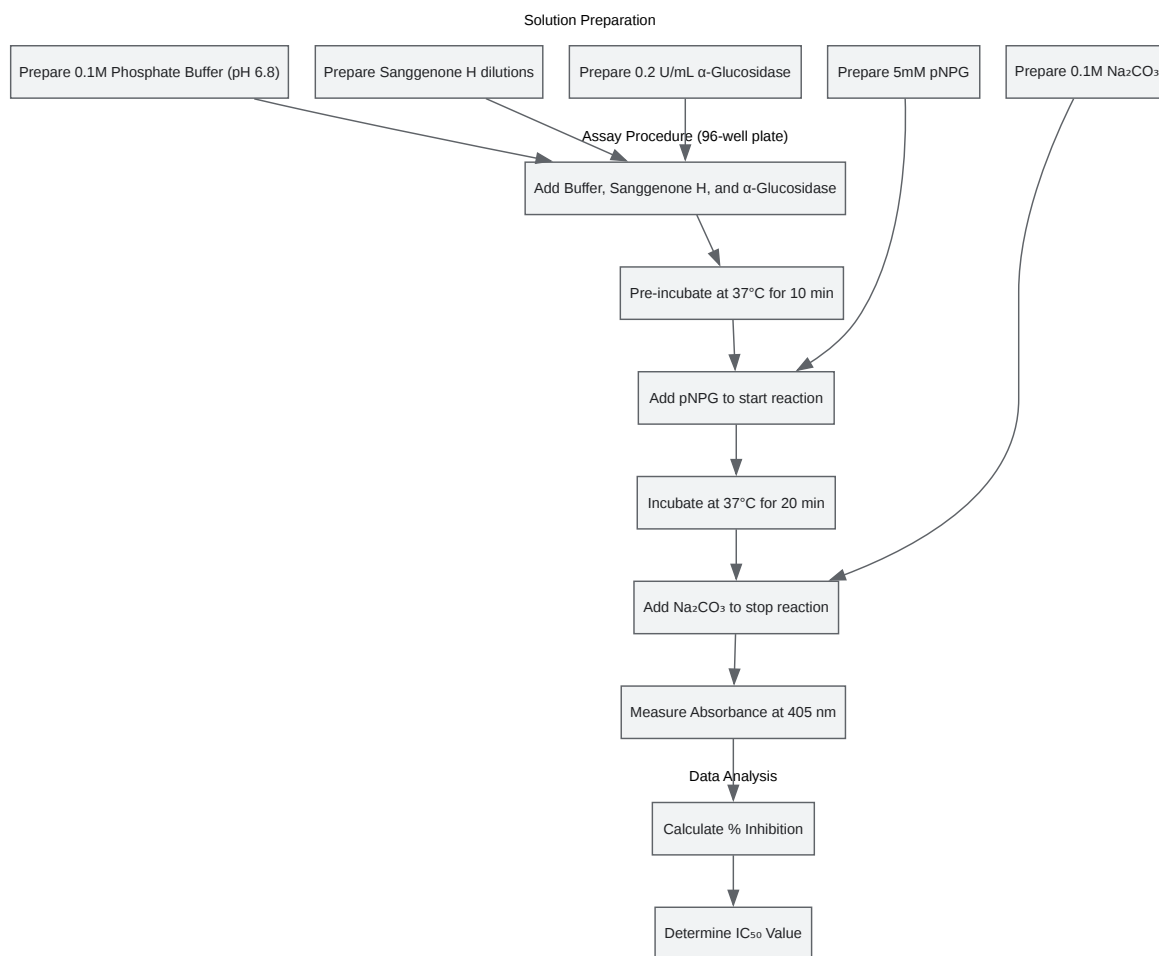 Solution Preparation
Prepare 0.1M Phosphate Buffer (pH 6.8)
Prepare Sanggenone H dilutions
Prepare 0.2 U/mL α-Glucosidase
Prepare 5mM pNPG
Prepare 0.1M Na₂CO₃
Assay Procedure (96-well plate)
Add Buffer, Sanggenone H, and α-Glucosidase
Pre-incubate at 37°C for 10 min
Add pNPG to start reaction
Incubate at 37°C for 20 min
Add Na₂CO₃ to stop reaction
Measure Absorbance at 405 nm
Data Analysis
Calculate % Inhibition
Determine IC₅₀ Value